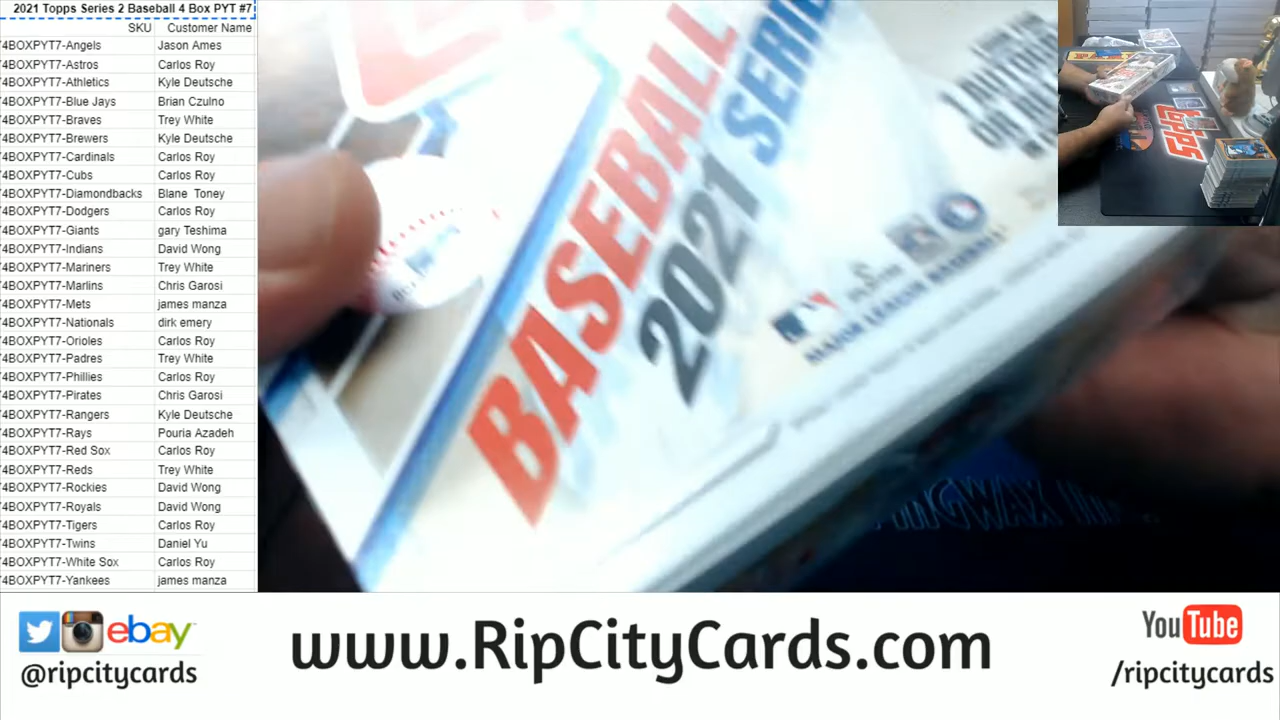 2021 Topps Series 2 Baseball 4 Box PYT #7
SKU Customer Name
4BOXPYT7-Angels Jason Ames
4BOXPYT7-Astros Carlos Roy
4BOXPYT7-Athletics Kyle Deutsche
4BOXPYT7-Blue Jays Brian Czulno
4BOXPYT7-Braves Trey White
4BOXPYT7-Brewers Kyle Deutsche
4BOXPYT7-Cardinals Carlos Roy
4BOXPYT7-Cubs Carlos Roy
4BOXPYT7-Diamondbacks Blane Toney
4BOXPYT7-Dodgers Carlos Roy
4BOXPYT7-Giants gary Teshima
4BOXPYT7-Indians David Wong
4BOXPYT7-Mariners Trey White
4BOXPYT7-Marlins Chris Garosi
4BOXPYT7-Mets james manza
4BOXPYT7-Nationals dirk emery
4BOXPYT7-Orioles Carlos Roy
4BOXPYT7-Padres Trey White
4BOXPYT7-Phillies Carlos Roy
4BOXPYT7-Pirates Chris Garosi
4BOXPYT7-Rangers Kyle Deutsche
4BOXPYT7-Rays Pouria Azadeh
4BOXPYT7-Red Sox Carlos Roy
4BOXPYT7-Reds Trey White
4BOXPYT7-Rockies David Wong
4BOXPYT7-Royals David Wong
4BOXPYT7-Tigers Carlos Roy
4BOXPYT7-Twins Daniel Yu
4BOXPYT7-White Sox Carlos Roy
4BOXPYT7-Yankees james manza
BASEBALL
2021 SERIE
MAJOR LEAGUE BASEBALL
Topps
ebay
@ripcitycards
www.RipCityCards.com
YouTube
/ripcitycards